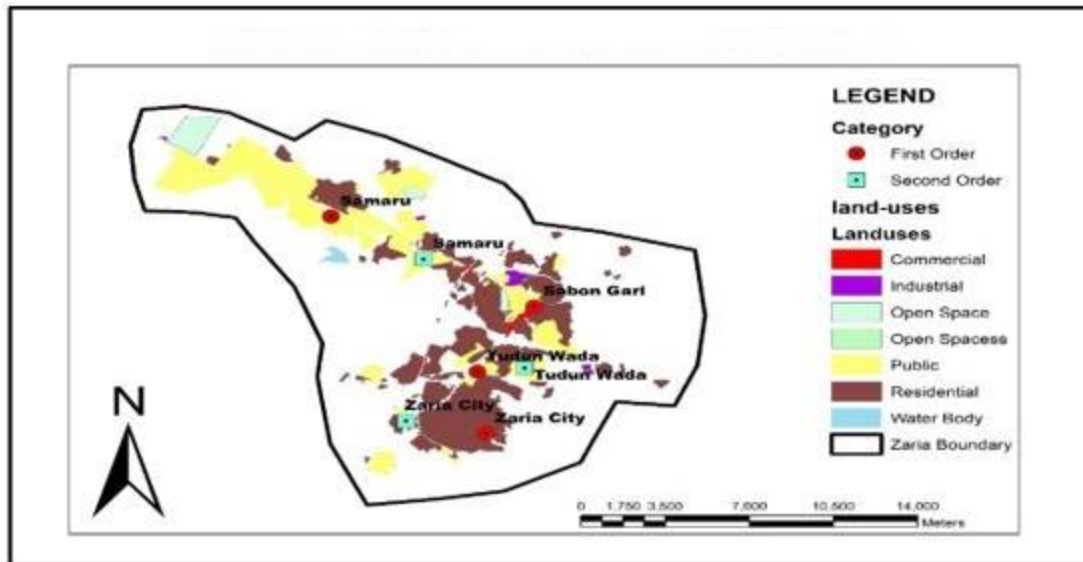 LEGEND
Category
First Order
Second Order
land-uses
Landuses
Commercial
Industrial
Open Space
Open Spacess
Public
Residential
Water Body
Zaria Boundary
Samaru
Samaru
Sabon Gari
Tudun Wada
Tudun Wada
Zaria City
Zaria City
N
0 1,750 3,500 7,000 10,500 14,000
Meters